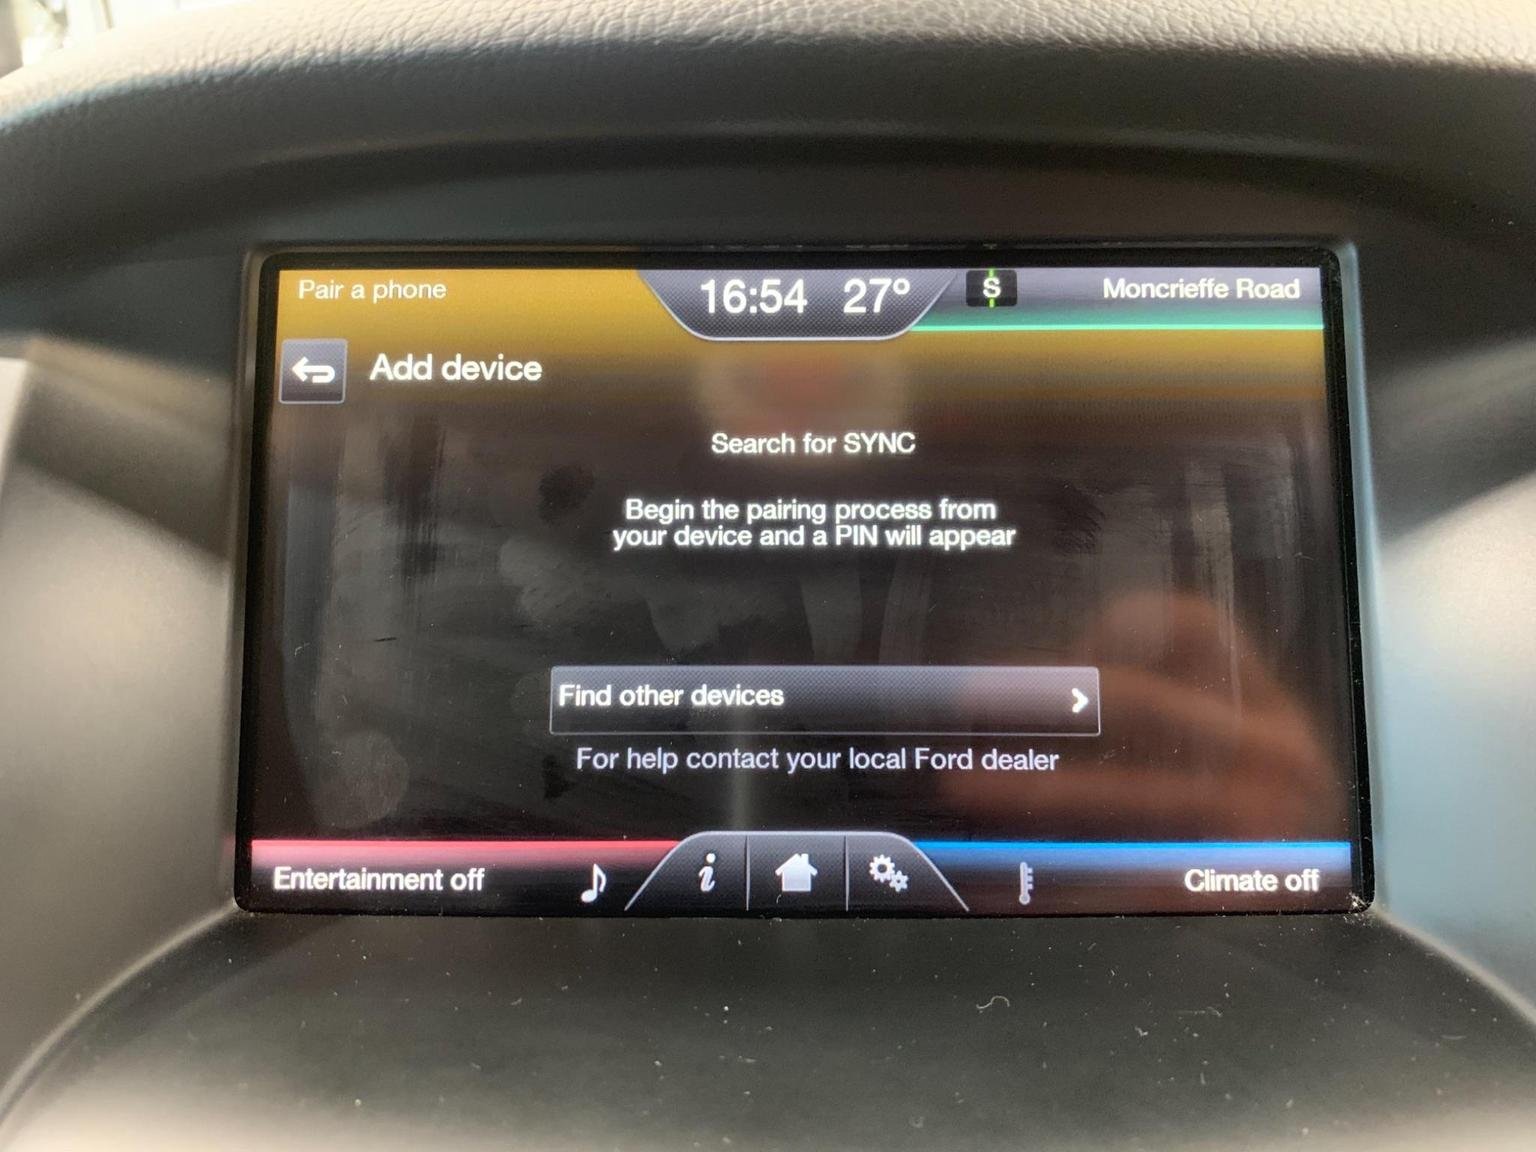 Pair a phone
16:54 27°
S
Moncrieffe Road
Add device
Search for SYNC
Begin the pairing process from
your device and a PIN will appear
Find other devices
For help contact your local Ford dealer
Entertainment off
i
Climate off